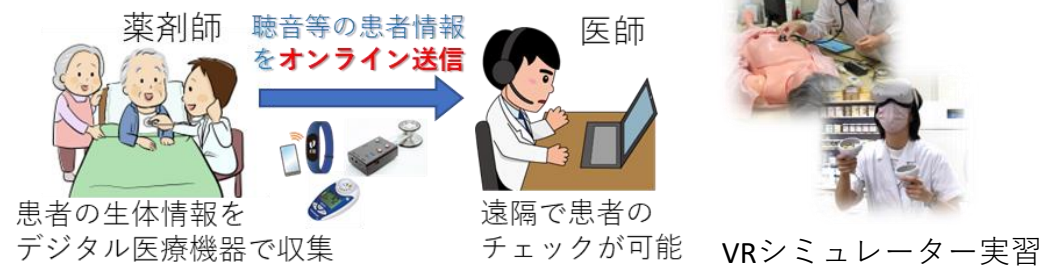 薬剤師
聴音等の患者情報
をオンライン送信
医師
患者の生体情報を
デジタル医療機器で収集
遠隔で患者の
チェックが可能
VRシミュレーター実習